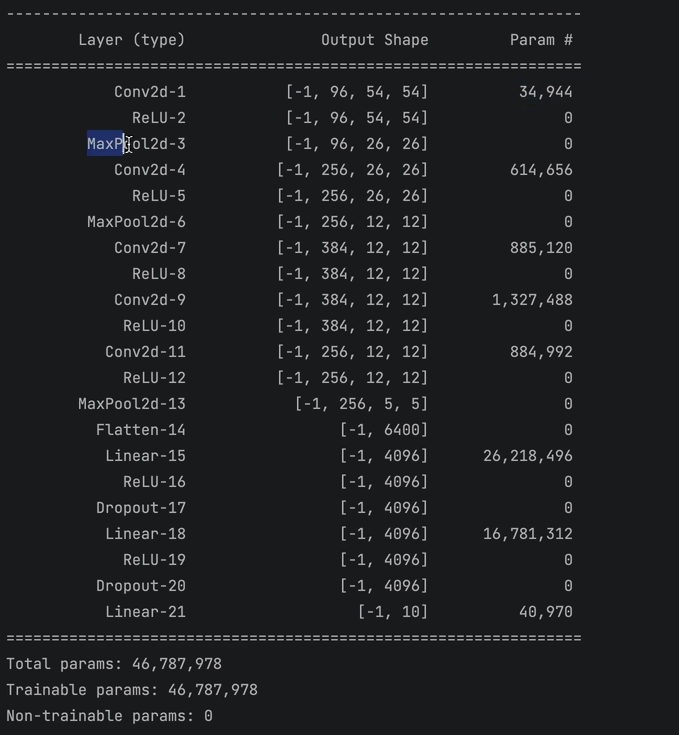 ----------------------------------------------------------------
Layer (type) Output Shape Param #
================================================================
Conv2d-1 [-1, 96, 54, 54] 34,944
ReLU-2 [-1, 96, 54, 54] 0
MaxPool2d-3 [-1, 96, 26, 26] 0
Conv2d-4 [-1, 256, 26, 26] 614,656
ReLU-5 [-1, 256, 26, 26] 0
MaxPool2d-6 [-1, 256, 12, 12] 0
Conv2d-7 [-1, 384, 12, 12] 885,120
ReLU-8 [-1, 384, 12, 12] 0
Conv2d-9 [-1, 384, 12, 12] 1,327,488
ReLU-10 [-1, 384, 12, 12] 0
Conv2d-11 [-1, 256, 12, 12] 884,992
ReLU-12 [-1, 256, 12, 12] 0
MaxPool2d-13 [-1, 256, 5, 5] 0
Flatten-14 [-1, 6400] 0
Linear-15 [-1, 4096] 26,218,496
ReLU-16 [-1, 4096] 0
Dropout-17 [-1, 4096] 0
Linear-18 [-1, 4096] 16,781,312
ReLU-19 [-1, 4096] 0
Dropout-20 [-1, 4096] 0
Linear-21 [-1, 10] 40,970
================================================================
Total params: 46,787,978
Trainable params: 46,787,978
Non-trainable params: 0